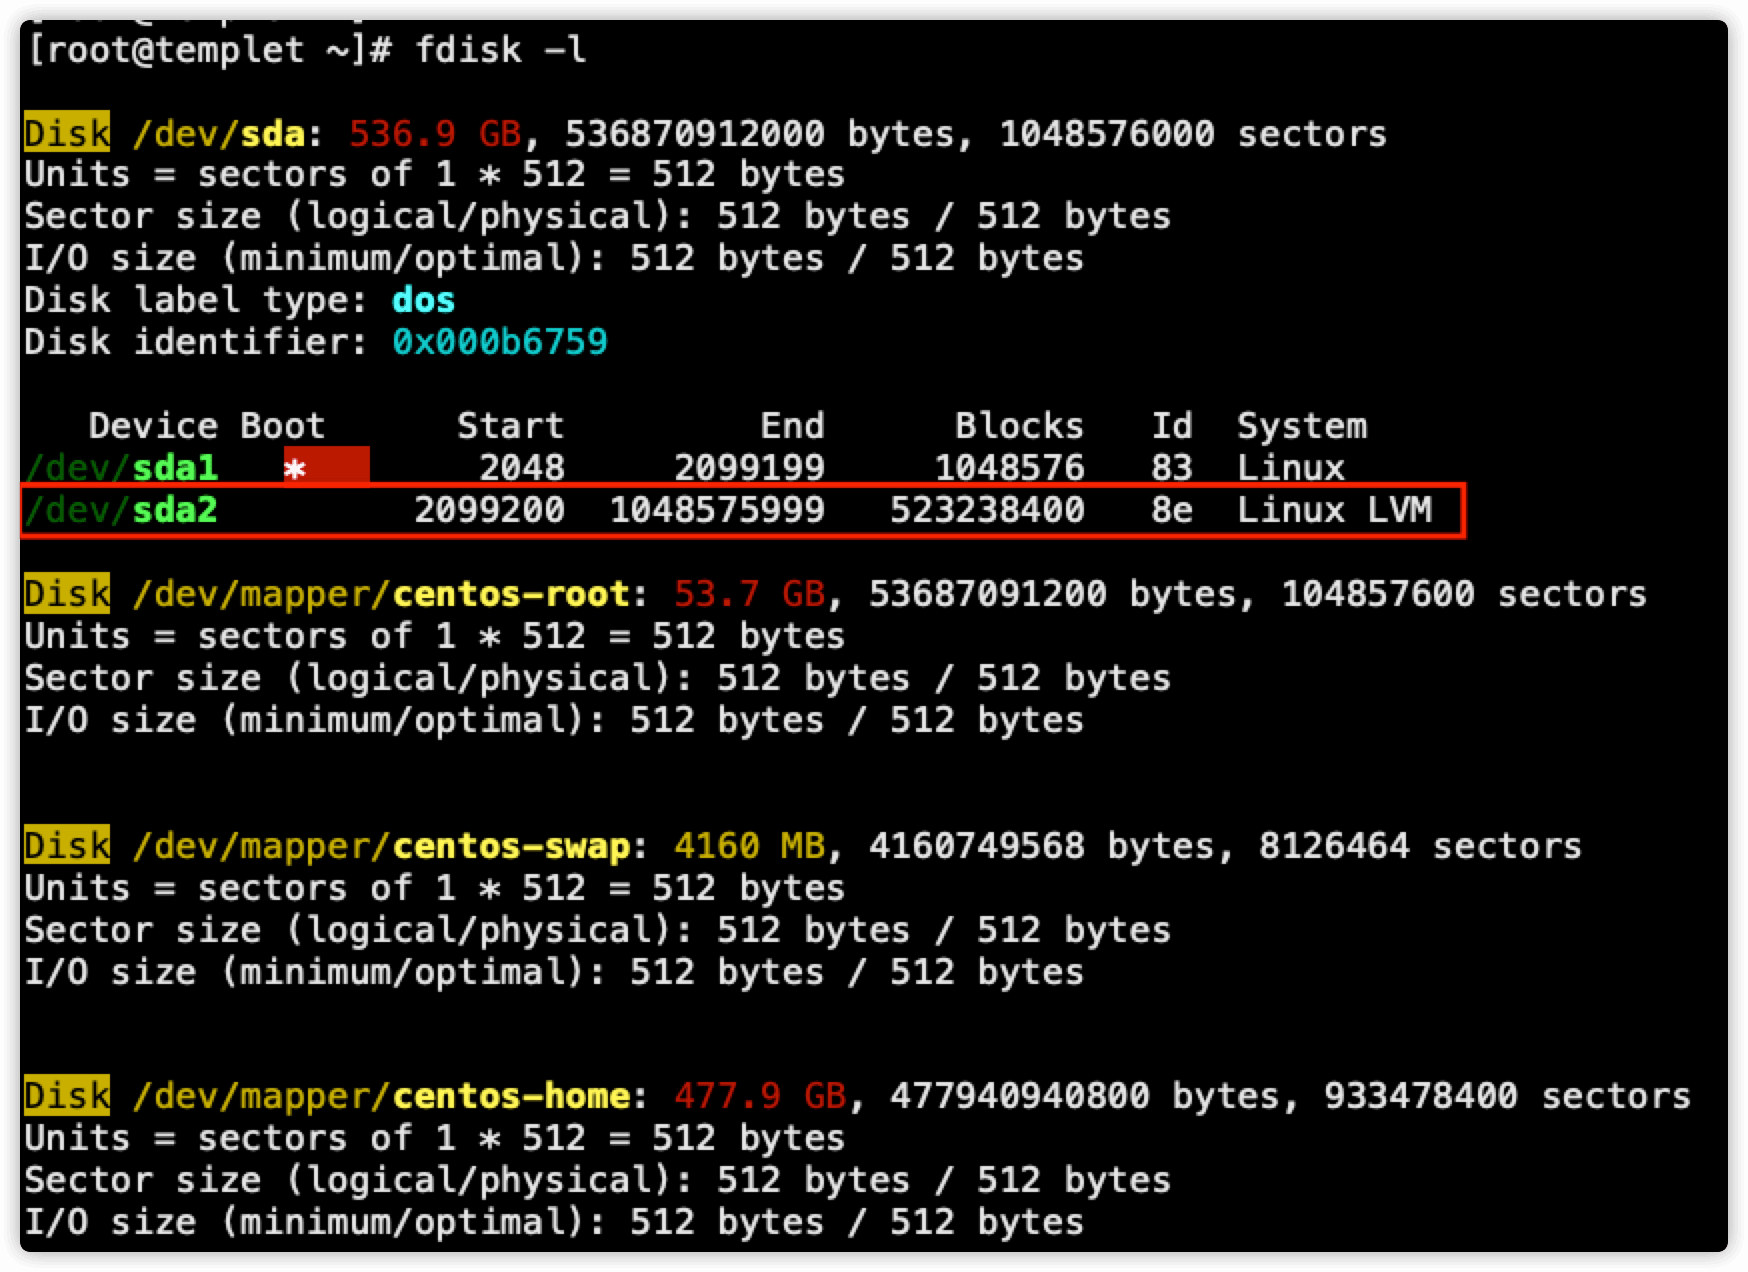 [root@templet ~]# fdisk -l
Disk /dev/sda: 536.9 GB, 536870912000 bytes, 1048576000 sectors
Units = sectors of 1 * 512 = 512 bytes
Sector size (logical/physical): 512 bytes / 512 bytes
I/O size (minimum/optimal): 512 bytes / 512 bytes
Disk label type: dos
Disk identifier: 0x000b6759
Device Boot Start End Blocks Id System
/dev/sda1 * 2048 2099199 1048576 83 Linux
/dev/sda2 2099200 1048575999 523238400 8e Linux LVM
Disk /dev/mapper/centos-root: 53.7 GB, 53687091200 bytes, 104857600 sectors
Units = sectors of 1 * 512 = 512 bytes
Sector size (logical/physical): 512 bytes / 512 bytes
I/O size (minimum/optimal): 512 bytes / 512 bytes
Disk /dev/mapper/centos-swap: 4160 MB, 4160749568 bytes, 8126464 sectors
Units = sectors of 1 * 512 = 512 bytes
Sector size (logical/physical): 512 bytes / 512 bytes
I/O size (minimum/optimal): 512 bytes / 512 bytes
Disk /dev/mapper/centos-home: 477.9 GB, 477940940800 bytes, 933478400 sectors
Units = sectors of 1 * 512 = 512 bytes
Sector size (logical/physical): 512 bytes / 512 bytes
I/O size (minimum/optimal): 512 bytes / 512 bytes